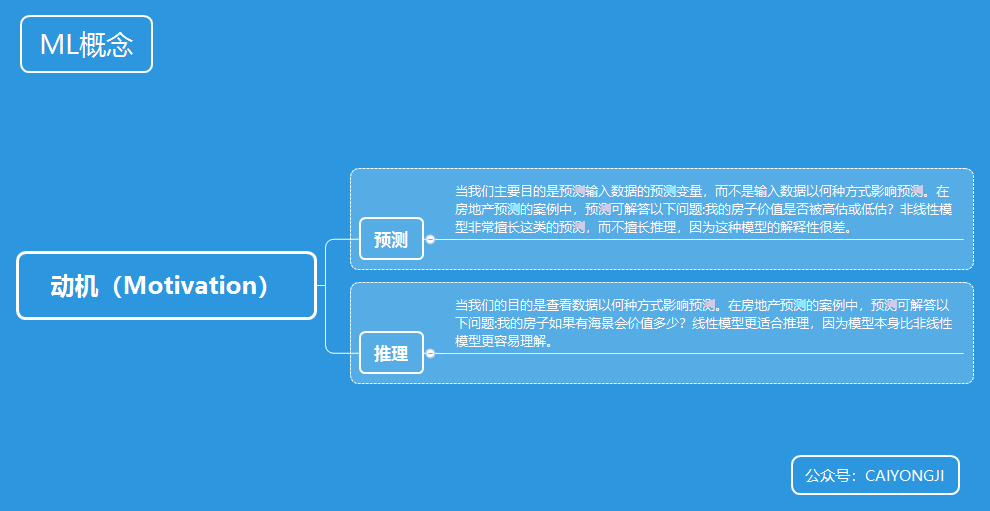 ML概念
动机（Motivation）
预测
当我们主要目的是预测输入数据的预测变量，而不是输入数据以何种方式影响预测。在
房地产预测的案例中，预测可解答以下问题:我的房子价值是否被高估或低估？非线性模
型非常擅长这类的预测，而不擅长推理，因为这种模型的解释性很差。
推理
当我们的目的是查看数据以何种方式影响预测。在房地产预测的案例中，预测可解答以
下问题:我的房子如果有海景会价值多少？线性模型更适合推理，因为模型本身比非线性
模型更容易理解。
公众号：CAIYONGJI